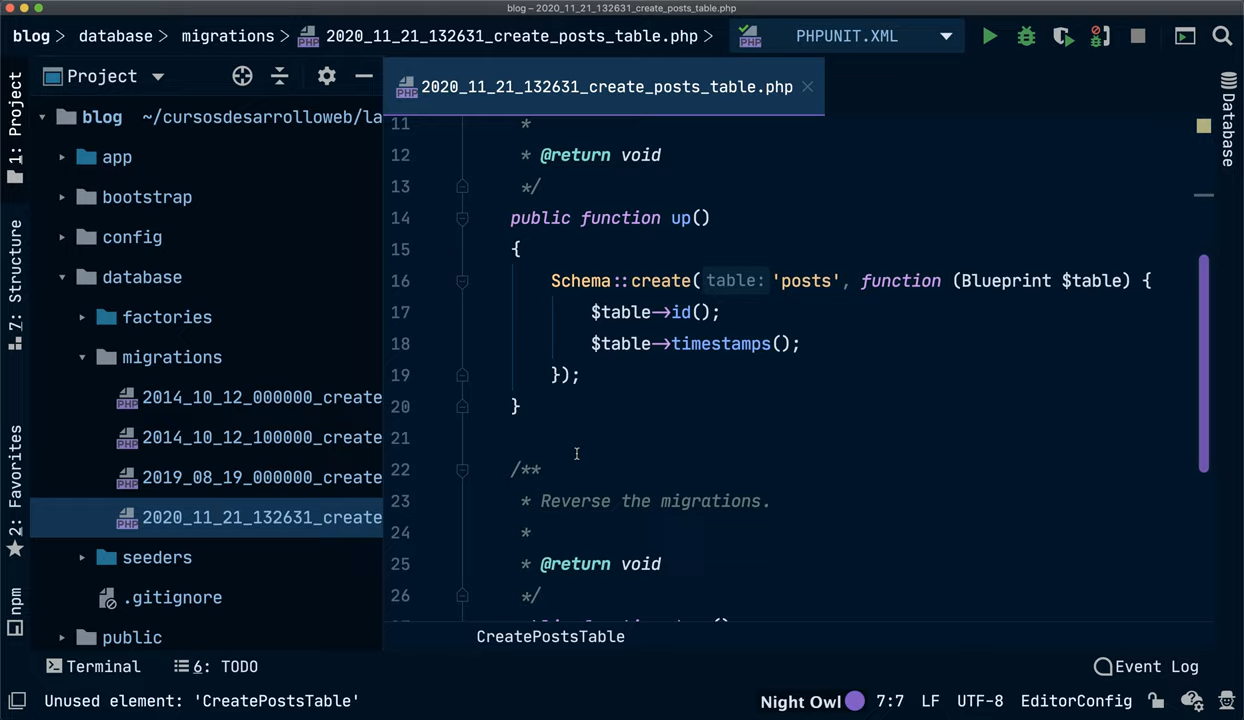 blog – 2020_11_21_132631_create_posts_table.php
blog > database > migrations > 2020_11_21_132631_create_posts_table.php > PHPUNIT.XML
1: Project
7: Structure
2: Favorites
npm
Project
blog ~/cursosdesarrolloweb/la
app
bootstrap
config
database
factories
migrations
2014_10_12_000000_create
2014_10_12_100000_create
2019_08_19_000000_create
2020_11_21_132631_create
seeders
.gitignore
public
2020_11_21_132631_create_posts_table.php
11 *
12 * @return void
13 */
14 public function up()
15 {
16 Schema::create( table: 'posts', function (Blueprint $table) {
17 $table->id();
18 $table->timestamps();
19 });
20 }
21
22 /**
23 * Reverse the migrations.
24 *
25 * @return void
26 */
CreatePostsTable
Database
Terminal 6: TODO Event Log
Unused element: 'CreatePostsTable' Night Owl 7:7 LF UTF-8 EditorConfig